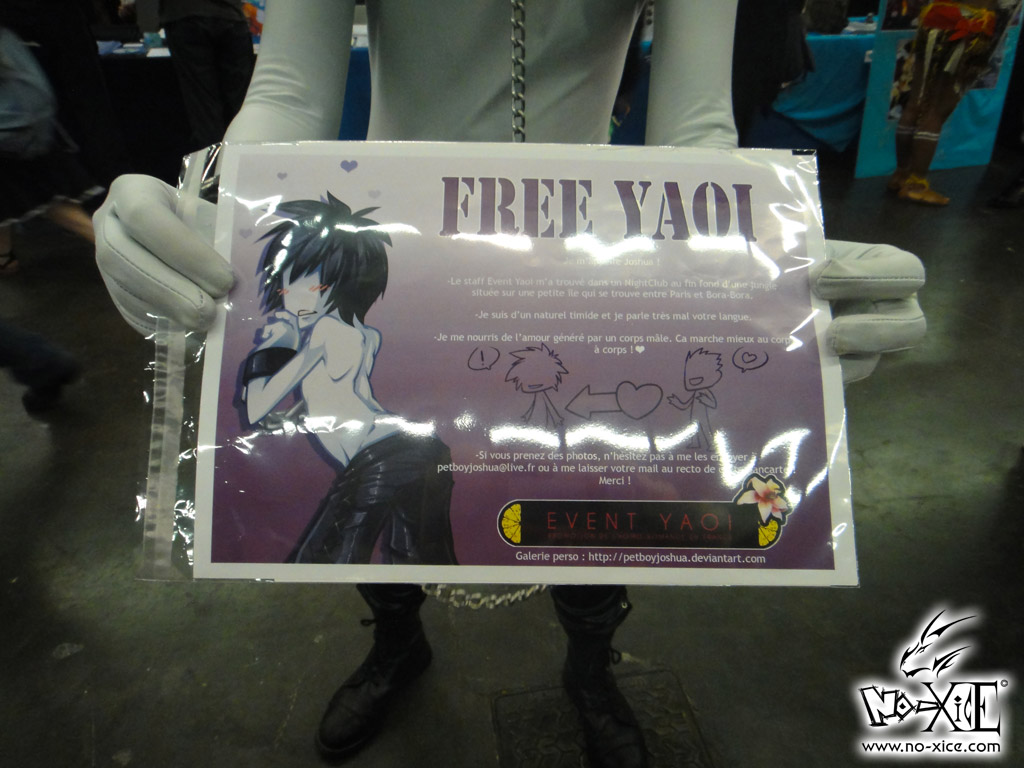 FREE YAOI
Je m'appelle Joshua !
-Le staff Event Yaoi m'a trouvé dans un NightClub au fin fond d'une jungle
située sur une petite île qui se trouve entre Paris et Bora-Bora.
-Je suis d'un naturel timide et je parle très mal votre langue.
-Je me nourris de l'amour généré par un corps mâle. Ca marche mieux au corps
à corps ! ♥
!
-Si vous prenez des photos, n'hésitez pas à me les envoyer à
petboyjoshua@live.fr ou à me laisser votre mail au recto de pancarte !
Merci !
EVENT YAOI
Galerie perso : http://petboyjoshua.deviantart.com
NO-XICE©
www.no-xice.com